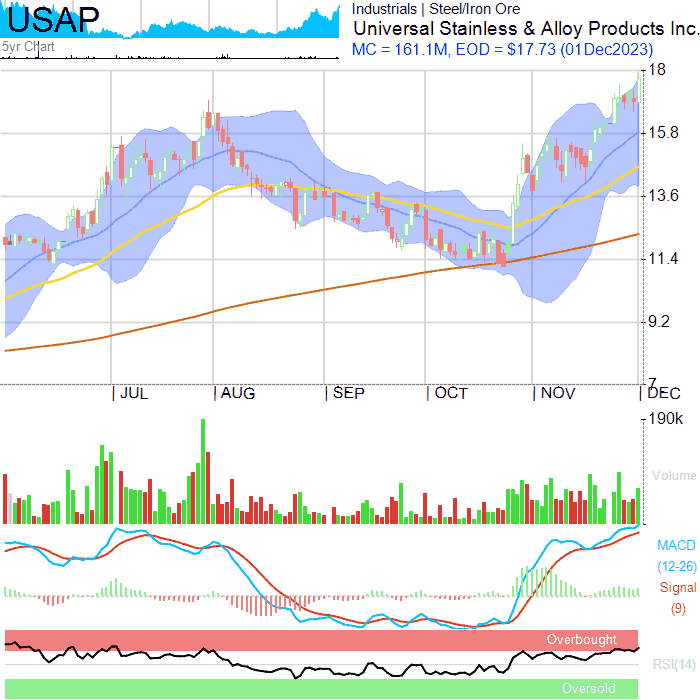 USAP
5yr Chart
Industrials | Steel/Iron Ore
Universal Stainless & Alloy Products Inc.
MC = 161.1M, EOD = $17.73 (01Dec2023)
18
15.8
13.6
11.4
9.2
7
JUL
AUG
SEP
OCT
NOV
DEC
190k
Volume
MACD
(12-26)
Signal
(9)
Overbought
RSI(14)
Oversold